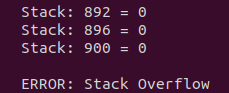 Stack: 892 = 0
Stack: 896 = 0
Stack: 900 = 0
ERROR: Stack Overflow